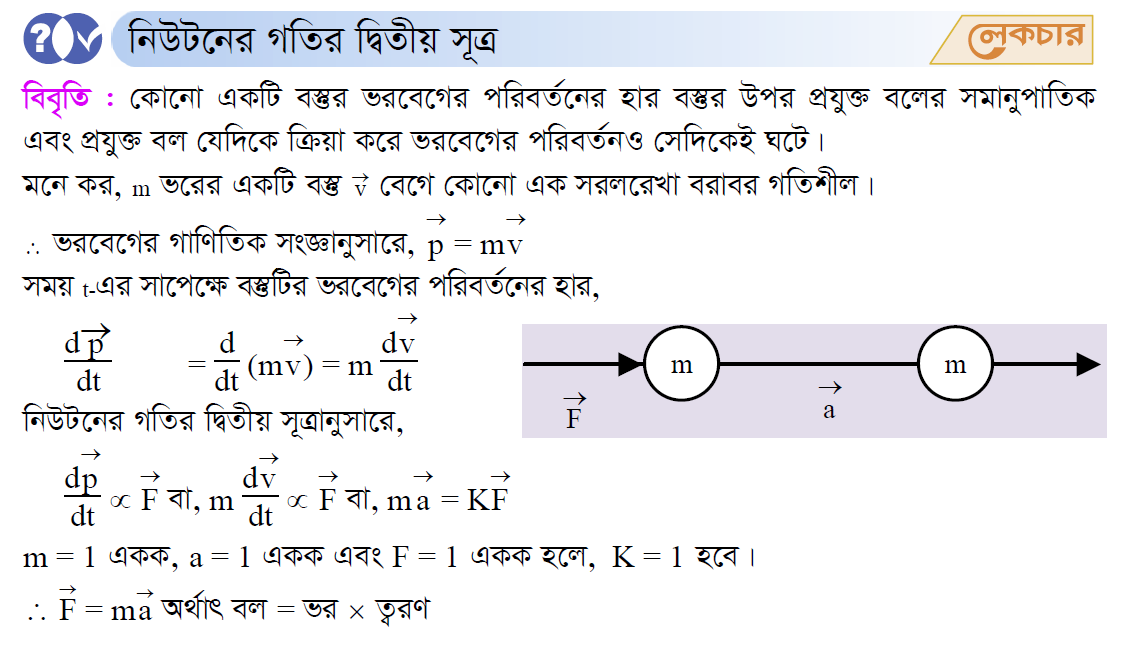 নিউটনের গতির দ্বিতীয় সূত্র
লেকচার
বিবৃতি : কোনো একটি বস্তুর ভরবেগের পরিবর্তনের হার বস্তুর উপর প্রযুক্ত বলের সমানুপাতিক
এবং প্রযুক্ত বল যেদিকে ক্রিয়া করে ভরবেগের পরিবর্তনও সেদিকেই ঘটে।
মনে কর, m ভরের একটি বস্তু v⃗ বেগে কোনো এক সরলরেখা বরাবর গতিশীল।
∴ ভরবেগের গাণিতিক সংজ্ঞানুসারে, p⃗ = mv⃗
সময় t-এর সাপেক্ষে বস্তুটির ভরবেগের পরিবর্তনের হার,
dp⃗/dt = d/dt (mv⃗) = m dv⃗/dt
m m
F⃗ a⃗
নিউটনের গতির দ্বিতীয় সূত্রানুসারে,
dp⃗/dt ∝ F⃗ বা, m dv⃗/dt ∝ F⃗ বা, ma⃗ = KF⃗
m = 1 একক, a = 1 একক এবং F = 1 একক হলে, K = 1 হবে।
∴ F⃗ = ma⃗ অর্থাৎ বল = ভর × ত্বরণ